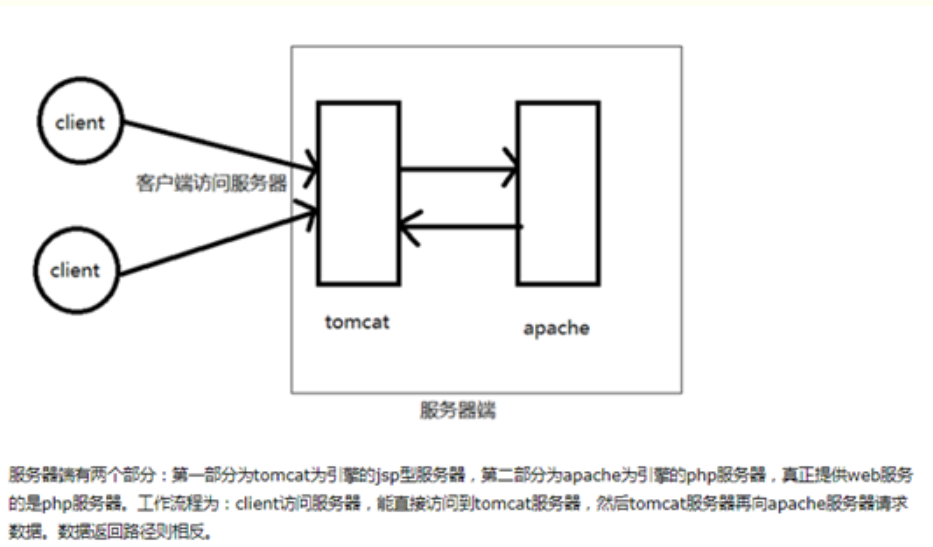 client
客户端访问服务器
client
tomcat
apache
服务器端
服务器端有两个部分：第一部分为tomcat为引擎的jsp型服务器，第二部分为apache为引擎的php服务器，真正提供web服务
的是php服务器。工作流程为：client访问服务器，能直接访问到tomcat服务器，然后tomcat服务器再向apache服务器请求
数据。数据返回路径则相反。